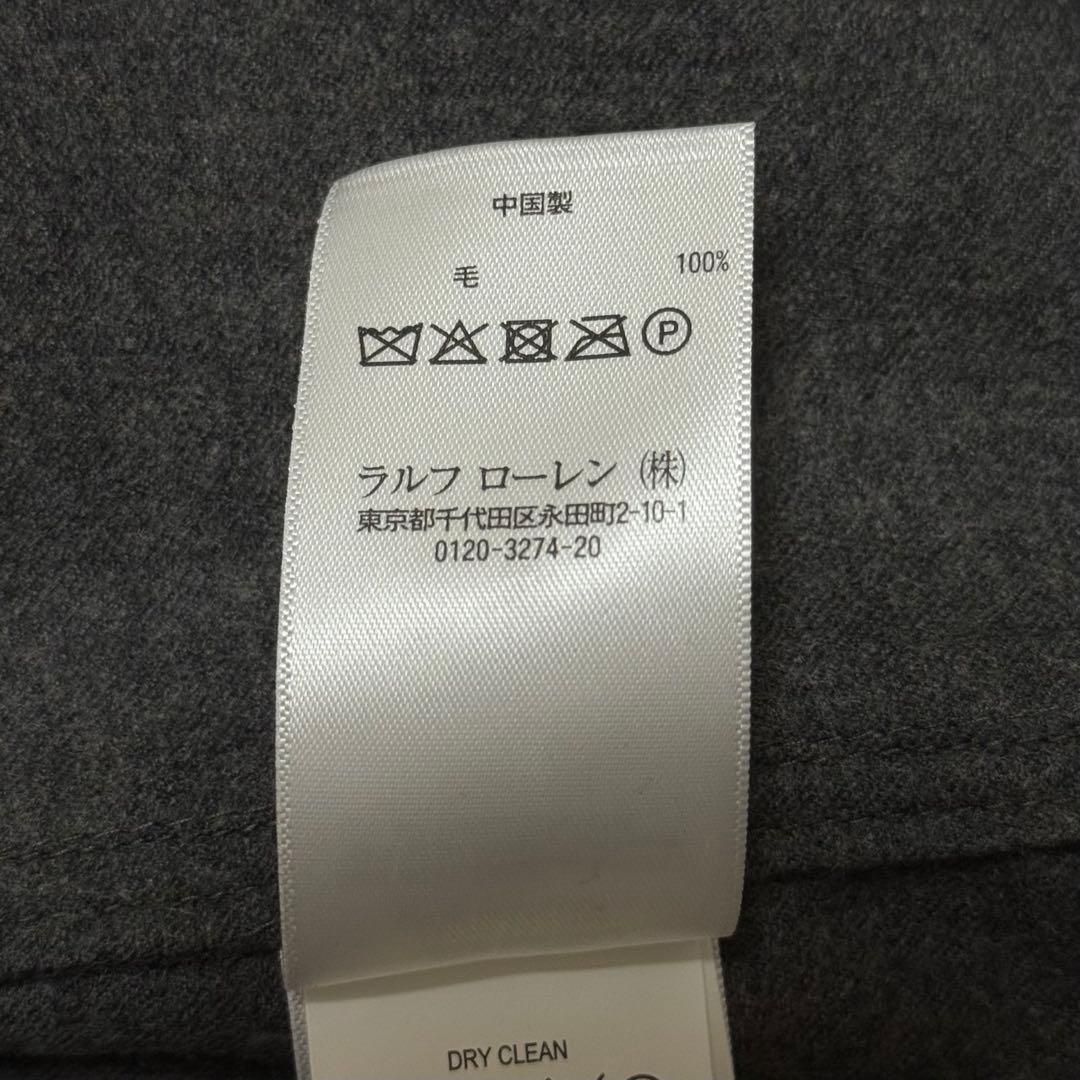 中国製
毛 100%
P
ラルフ ローレン (株)
東京都千代田区永田町2-10-1
0120-3274-20
DRY CLEAN